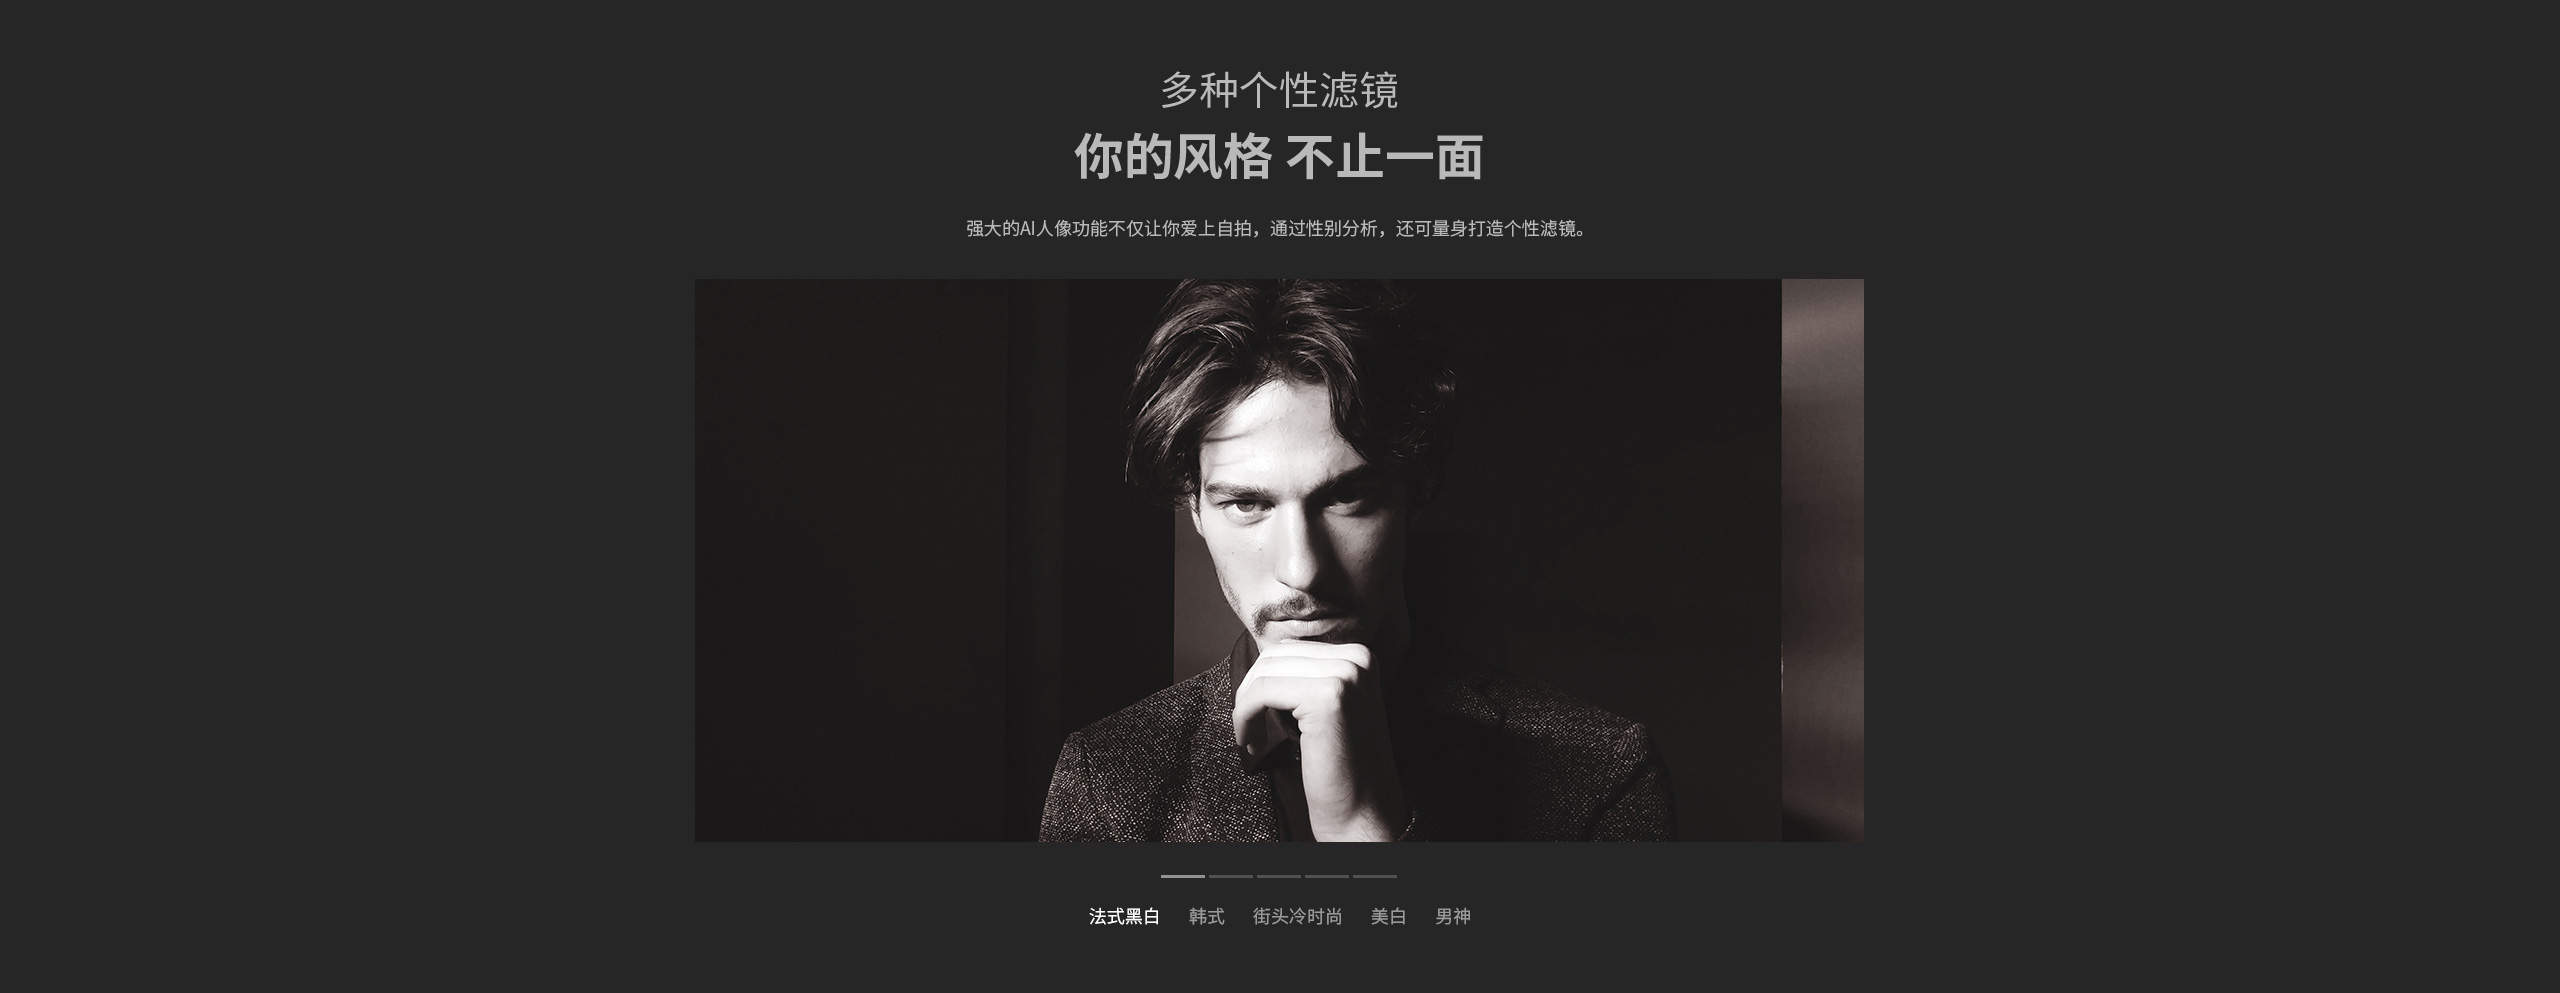 多种个性滤镜
你的风格 不止一面
强大的AI人像功能不仅让你爱上自拍，通过性别分析，还可量身打造个性滤镜。
法式黑白 韩式 街头冷时尚 美白 男神